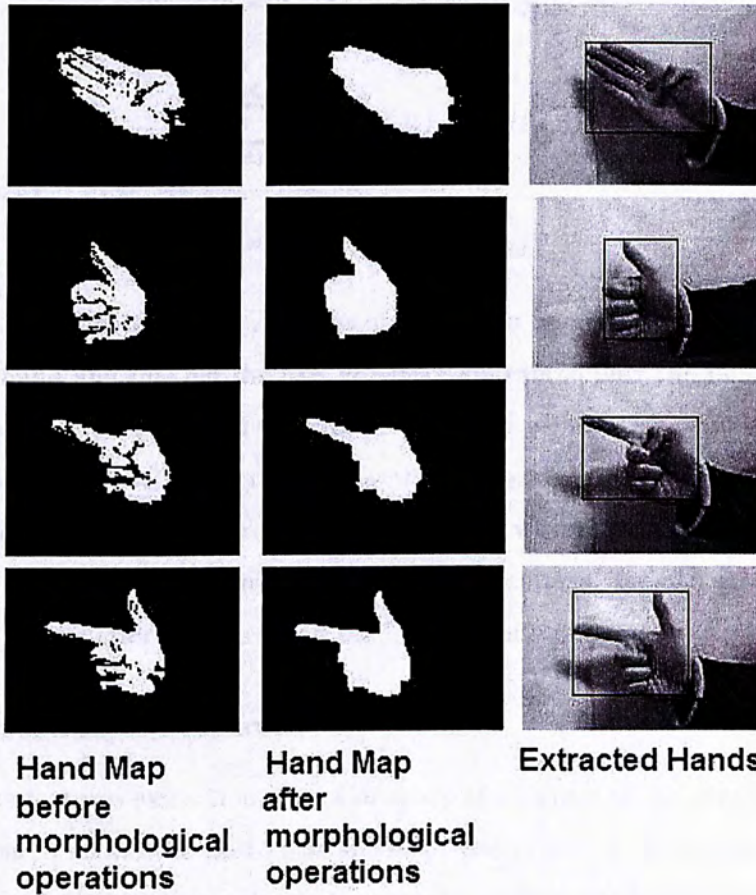 Hand Map
before
morphological
operations
Hand Map
after
morphological
operations
Extracted Hands